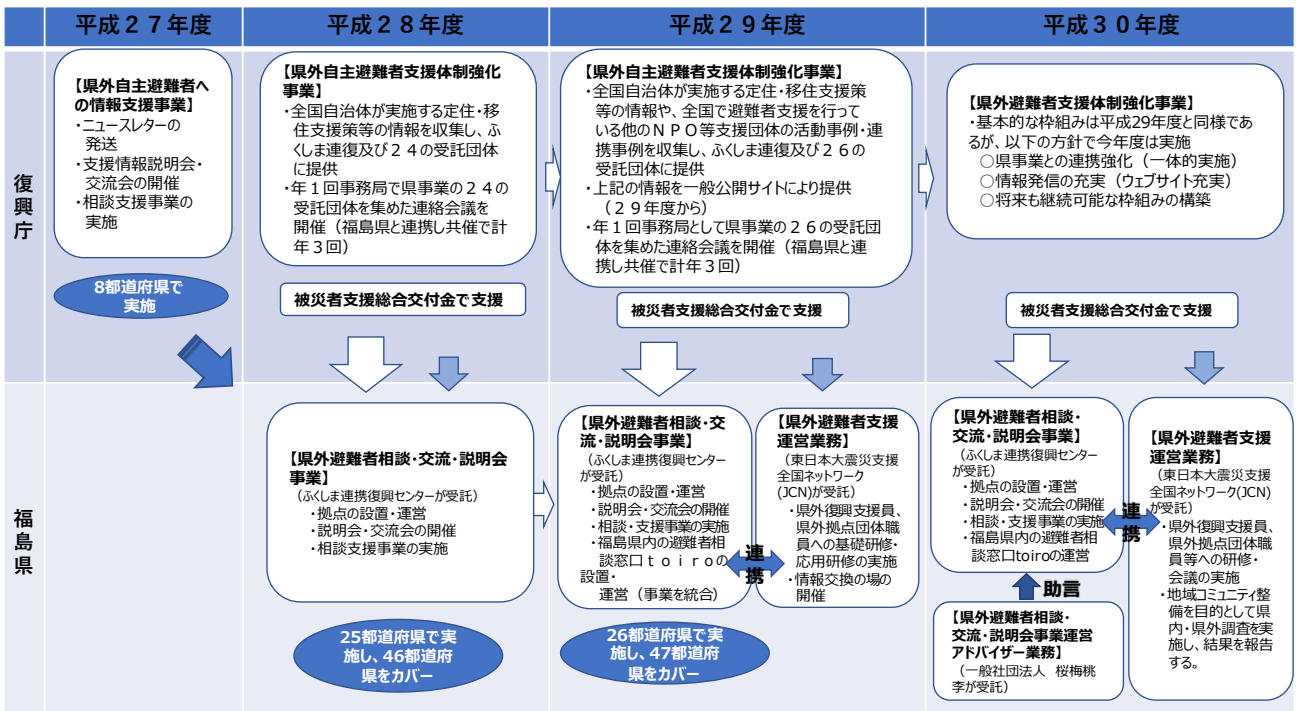 平成２７年度
平成２８年度
平成２９年度
平成３０年度
復興庁
【県外自主避難者へ
の情報支援事業】
・ニュースレターの
発送
・支援情報説明会・
交流会の開催
・相談支援事業の
実施
8都道府県で
実施
【県外自主避難者支援体制強化
事業】
・全国自治体が実施する定住・移
住支援策等の情報を収集し、ふ
くしま連復及び２４の受託団体
に提供
・年１回事務局で県事業の２４の
受託団体を集めた連絡会議を
開催（福島県と連携し共催で計
年３回）
被災者支援総合交付金で支援
【県外自主避難者支援体制強化事業】
・全国自治体が実施する定住・移住支援策
等の情報や、全国で避難者支援を行って
いる他のＮＰＯ等支援団体の活動事例・連
携事例を収集し、ふくしま連復及び２６の
受託団体に提供
・上記の情報を一般公開サイトにより提供
（２９年度から）
・年１回事務局として県事業の２６の受託団
体を集めた連絡会議を開催（福島県と連
携し共催で計年３回）
被災者支援総合交付金で支援
【県外避難者支援体制強化事業】
・基本的な枠組みは平成29年度と同様であ
るが、以下の方針で今年度は実施
○県事業との連携強化（一体的実施）
○情報発信の充実（ウェブサイト充実）
○将来も継続可能な枠組みの構築
被災者支援総合交付金で支援
福島県
【県外避難者相談・交流・説明会
事業】
（ふくしま連携復興センターが受託）
・拠点の設置・運営
・説明会・交流会の開催
・相談支援事業の実施
25都道府県で実
施し、46都道府
県をカバー
【県外避難者相談・交
流・説明会事業】
（ふくしま連携復興センター
が受託）
・拠点の設置・運営
・説明会・交流会の開催
・相談・支援事業の実施
・福島県内の避難者相
談窓口ｔｏｉｒｏの
設置・
運営（事業を統合）
連携
【県外避難者支援
運営業務】
（東日本大震災支援
全国ネットワーク
(JCN)が受託）
・県外復興支援員、
県外拠点団体職
員への基礎研修・
応用研修の実施
・情報交換の場の
開催
26都道府県で実
施し、47都道府
県をカバー
【県外避難者相談・
交流・説明会事業】
（ふくしま連携復興センター
が受託）
・拠点の設置・運営
・説明会・交流会の開催
・相談・支援事業の実施
・福島県内の避難者相
談窓口toiroの運営
連携
【県外避難者支援
運営業務】
（東日本大震災支援
全国ネットワーク(JCN)
が受託）
・県外復興支援員、
県外拠点団体職
員等への研修・
会議の実施
・地域コミュニティ整
備を目的として県
内・県外調査を実
施し、結果を報告
する。
助言
【県外避難者相談・
交流・説明会事業運営
アドバイザー業務】
（一般社団法人　桜梅桃
李が受託）